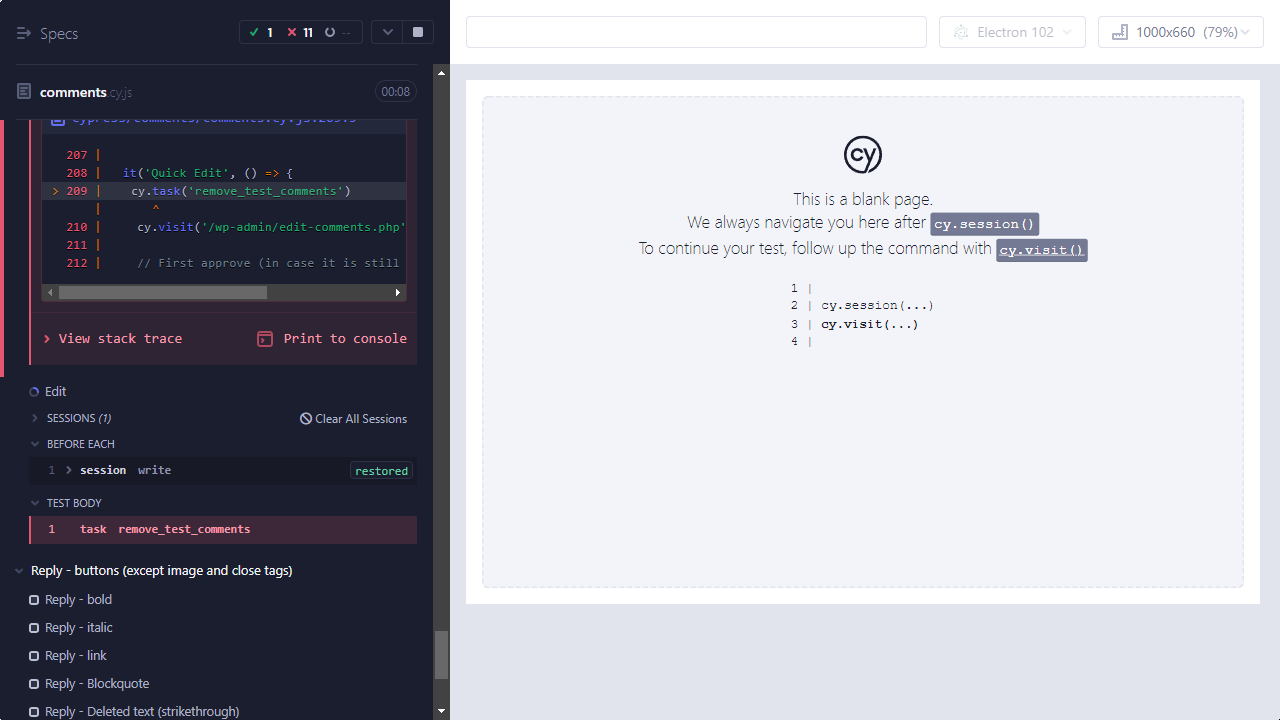 Specs
1 11 --
comments.cy.js 00:08
cypress/comments/comments.cy.js:209:5
207 |
208 | it('Quick Edit', () => {
> 209 | cy.task('remove_test_comments')
| ^
210 | cy.visit('/wp-admin/edit-comments.php'
211 |
212 | // First approve (in case it is still
View stack trace
Print to console
Edit
SESSIONS (1)
Clear All Sessions
BEFORE EACH
1 session write restored
TEST BODY
1 task remove_test_comments
Reply - buttons (except image and close tags)
Reply - bold
Reply - italic
Reply - link
Reply - Blockquote
Reply - Deleted text (strikethrough)
Electron 102
1000x660 (79%)
cy
This is a blank page.
We always navigate you here after cy.session()
To continue your test, follow up the command with cy.visit()
1 |
2 | cy.session(...)
3 | cy.visit(...)
4 |